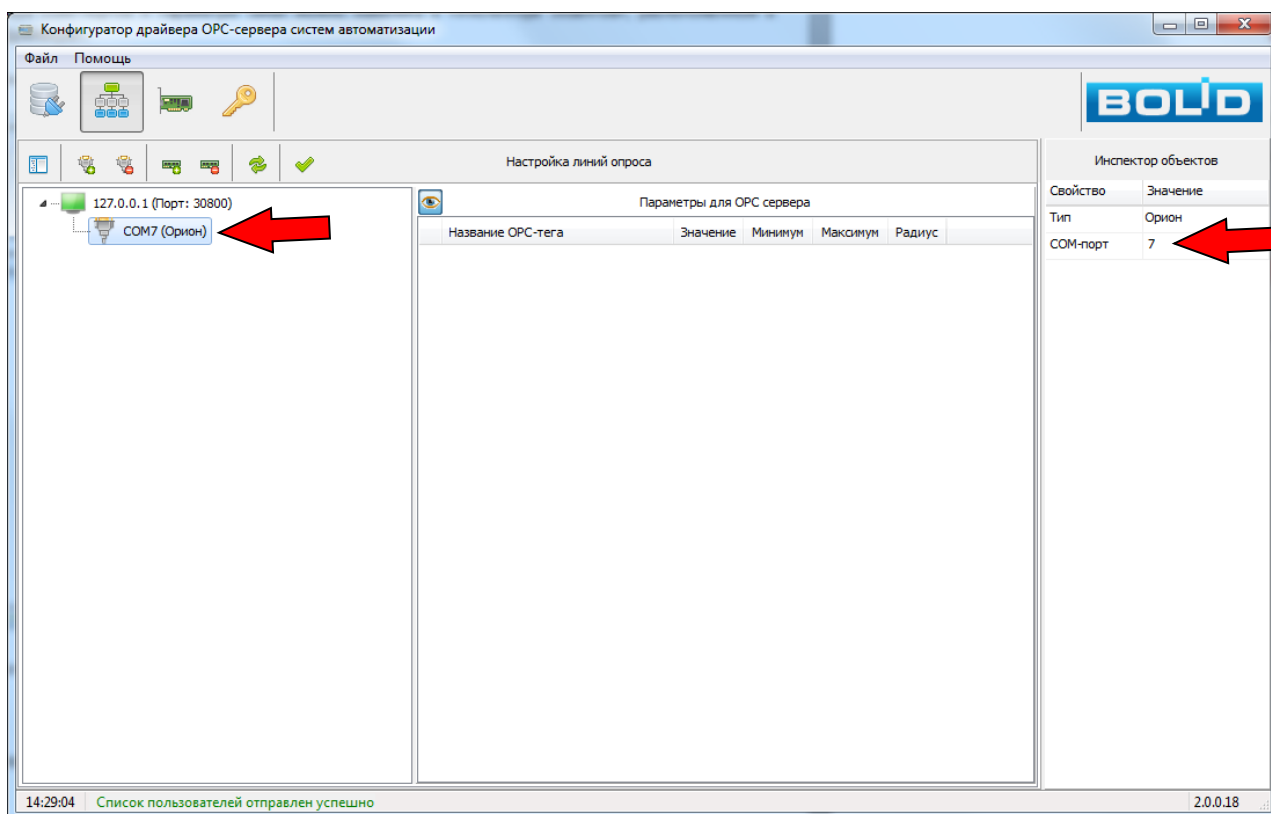 Конфигуратор драйвера OPC-сервера систем автоматизации
Файл Помощь
BOLID
Настройка линий опроса
Инспектор объектов
127.0.0.1 (Порт: 30800)
COM7 (Орион)
Параметры для OPC сервера
Название OPC-тега Значение Минимум Максимум Радиус
Свойство Значение
Тип Орион
COM-порт 7
14:29:04 Список пользователей отправлен успешно 2.0.0.18